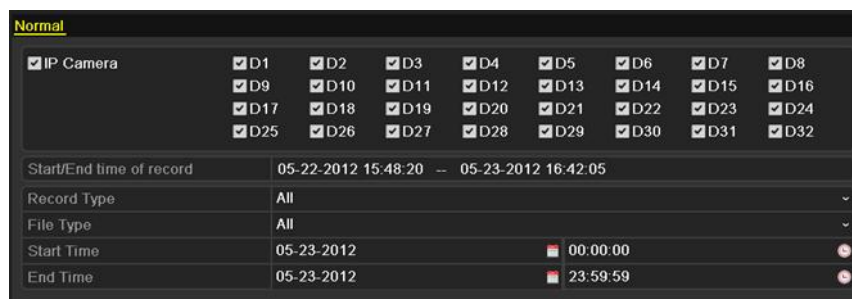 Normal
IP Camera D1 D2 D3 D4 D5 D6 D7 D8
D9 D10 D11 D12 D13 D14 D15 D16
D17 D18 D19 D20 D21 D22 D23 D24
D25 D26 D27 D28 D29 D30 D31 D32
Start/End time of record 05-22-2012 15:48:20 -- 05-23-2012 16:42:05
Record Type All
File Type All
Start Time 05-23-2012 00:00:00
End Time 05-23-2012 23:59:59